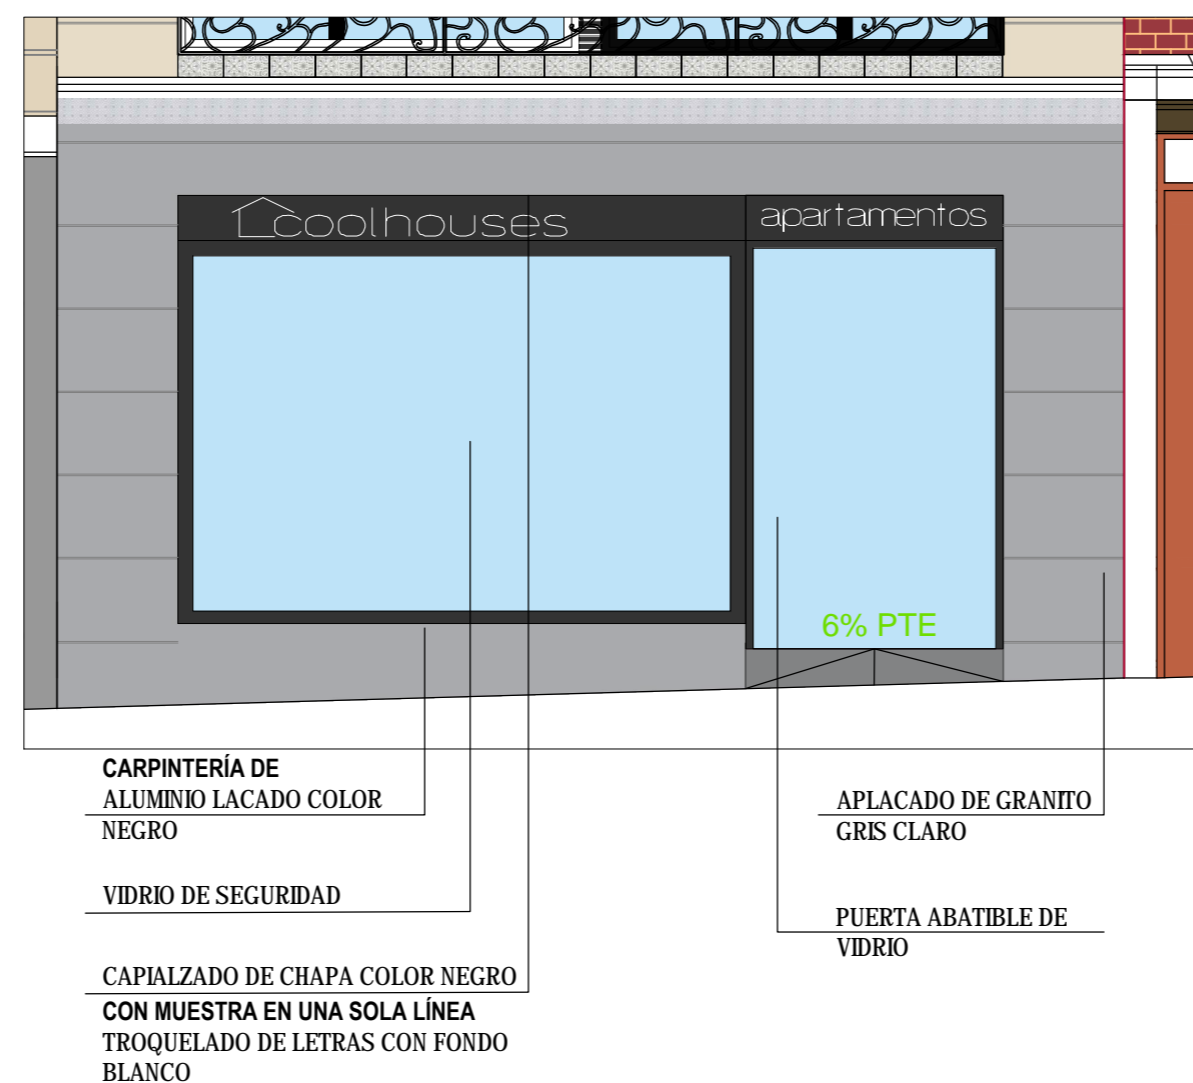 coolhouses
apartamentos
6% PTE
CARPINTERÍA DE
ALUMINIO LACADO COLOR
NEGRO
VIDRIO DE SEGURIDAD
CAPIALZADO DE CHAPA COLOR NEGRO
CON MUESTRA EN UNA SOLA LÍNEA
TROQUELADO DE LETRAS CON FONDO
BLANCO
APLACADO DE GRANITO
GRIS CLARO
PUERTA ABATIBLE DE
VIDRIO